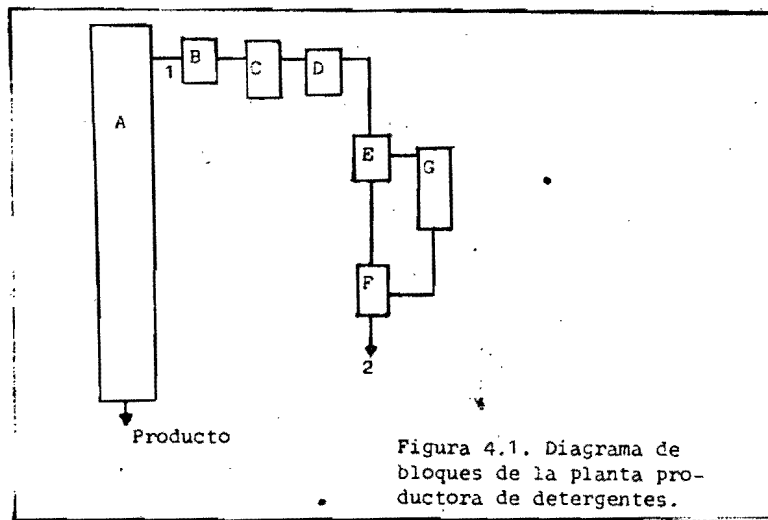 A
1
B
C
D
E
G
F
2
Producto
Figura 4.1. Diagrama de
bloques de la planta pro-
ductora de detergentes.